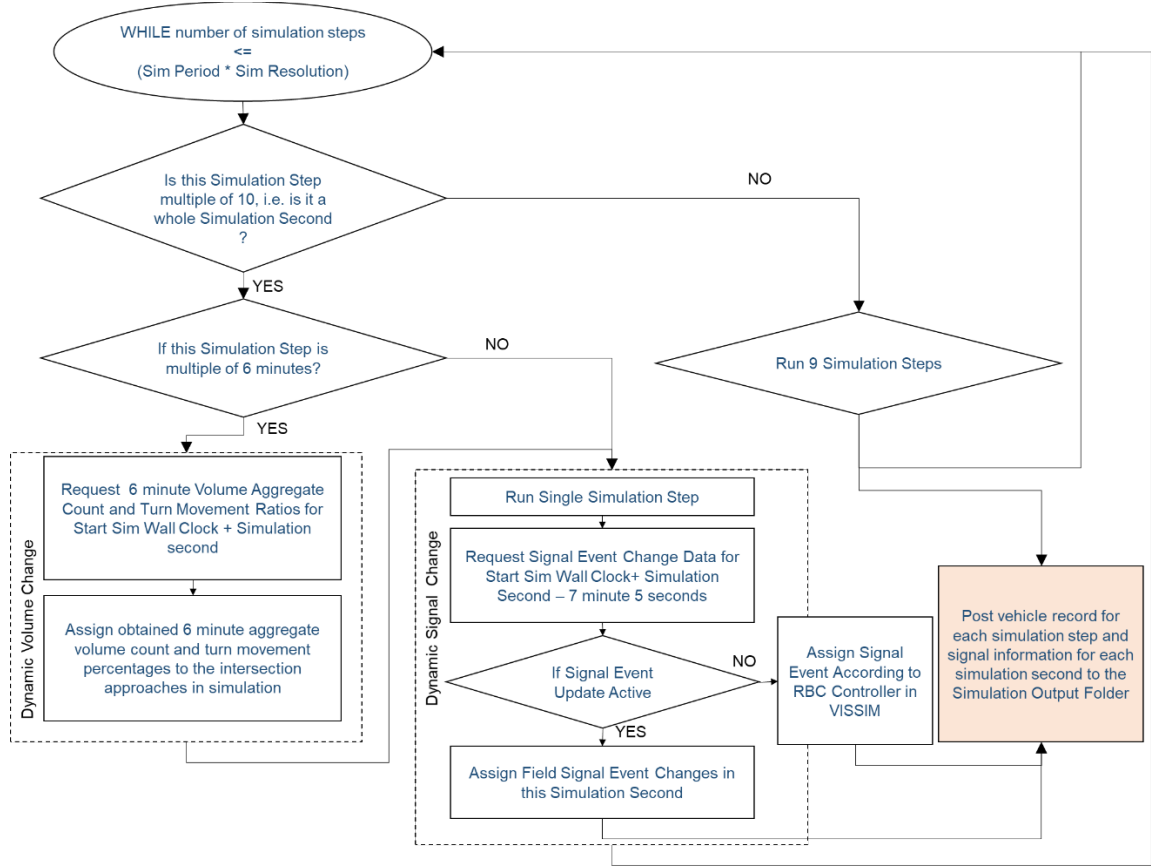 WHILE number of simulation steps
<=
(Sim Period * Sim Resolution)
Is this Simulation Step
multiple of 10, i.e. is it a
whole Simulation Second
?
NO
YES
If this Simulation Step is
multiple of 6 minutes?
NO
YES
Run 9 Simulation Steps
Dynamic Volume Change
Request 6 minute Volume Aggregate
Count and Turn Movement Ratios for
Start Sim Wall Clock + Simulation
second
Assign obtained 6 minute aggregate
volume count and turn movement
percentages to the intersection
approaches in simulation
Dynamic Signal Change
Run Single Simulation Step
Request Signal Event Change Data for
Start Sim Wall Clock+ Simulation
Second – 7 minute 5 seconds
If Signal Event
Update Active
NO
YES
Assign Field Signal Event Changes in
this Simulation Second
Assign Signal
Event According to
RBC Controller in
VISSIM
Post vehicle record for
each simulation step and
signal information for each
simulation second to the
Simulation Output Folder